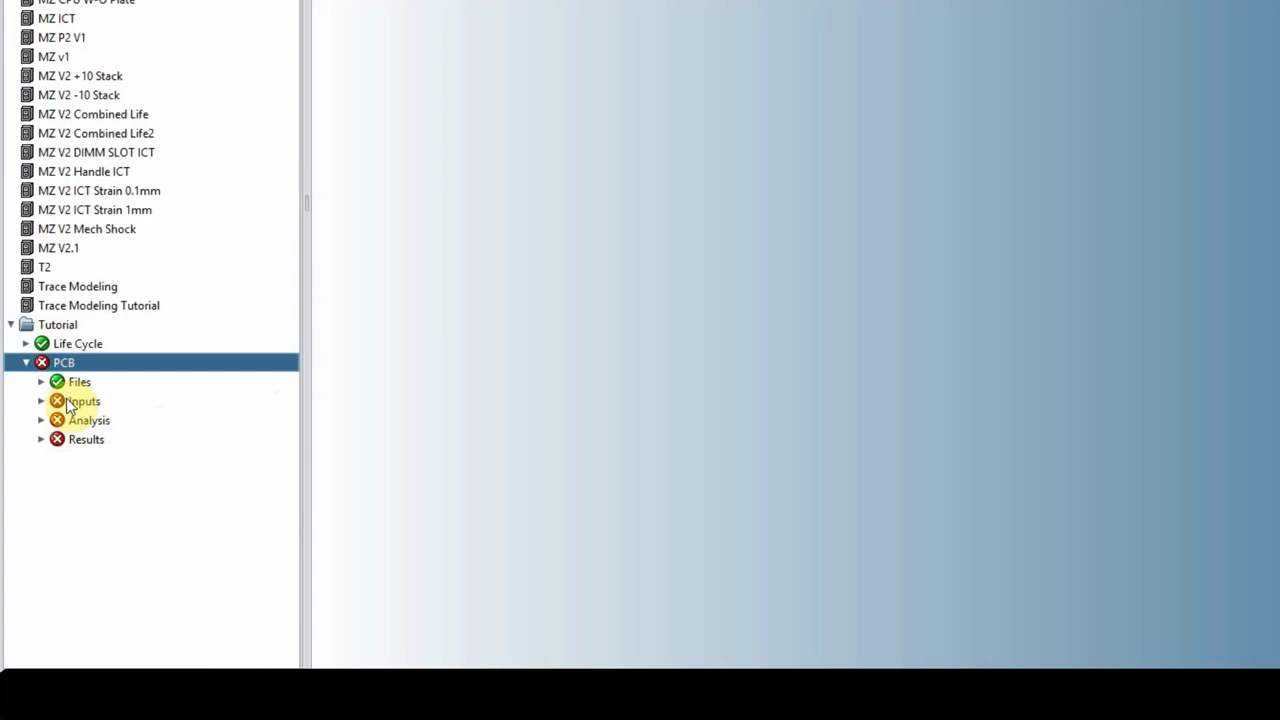 MZ CPU W-O Plate
MZ ICT
MZ P2 V1
MZ v1
MZ V2 +10 Stack
MZ V2 -10 Stack
MZ V2 Combined Life
MZ V2 Combined Life2
MZ V2 DIMM SLOT ICT
MZ V2 Handle ICT
MZ V2 ICT Strain 0.1mm
MZ V2 ICT Strain 1mm
MZ V2 Mech Shock
MZ V2.1
T2
Trace Modeling
Trace Modeling Tutorial
Tutorial
Life Cycle
PCB
Files
Inputs
Analysis
Results